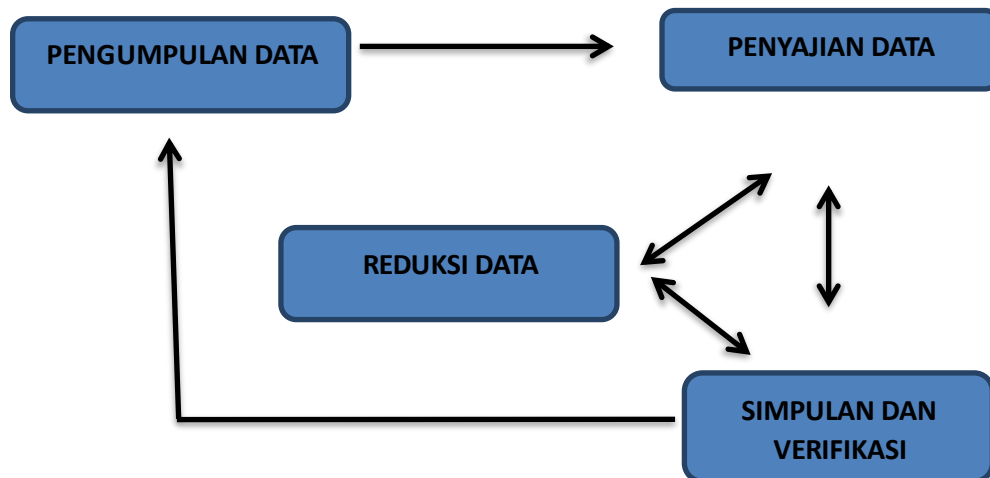 PENGUMPULAN DATA
PENYAJIAN DATA
REDUKSI DATA
SIMPULAN DAN
VERIFIKASI